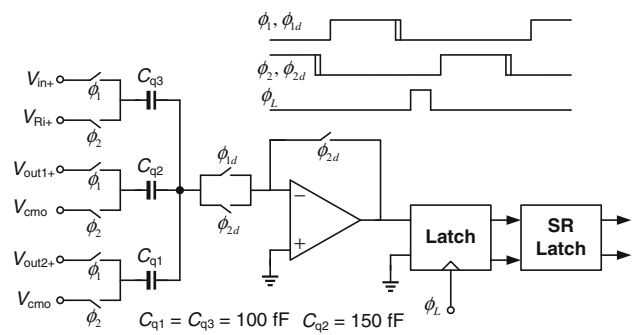 ϕ₁, ϕ₁d
ϕ₂, ϕ₂d
ϕL
Vin+
ϕ₁
Cq3
VRi+
ϕ₂
Vout1+
ϕ₁
Cq2
Vcmo
ϕ₂
Vout2+
ϕ₁
Cq1
Vcmo
ϕ₂
ϕ₁d
ϕ₂d
ϕ₂d
−
+
Latch
SR
Latch
ϕL
Cq1 = Cq3 = 100 fF Cq2 = 150 fF